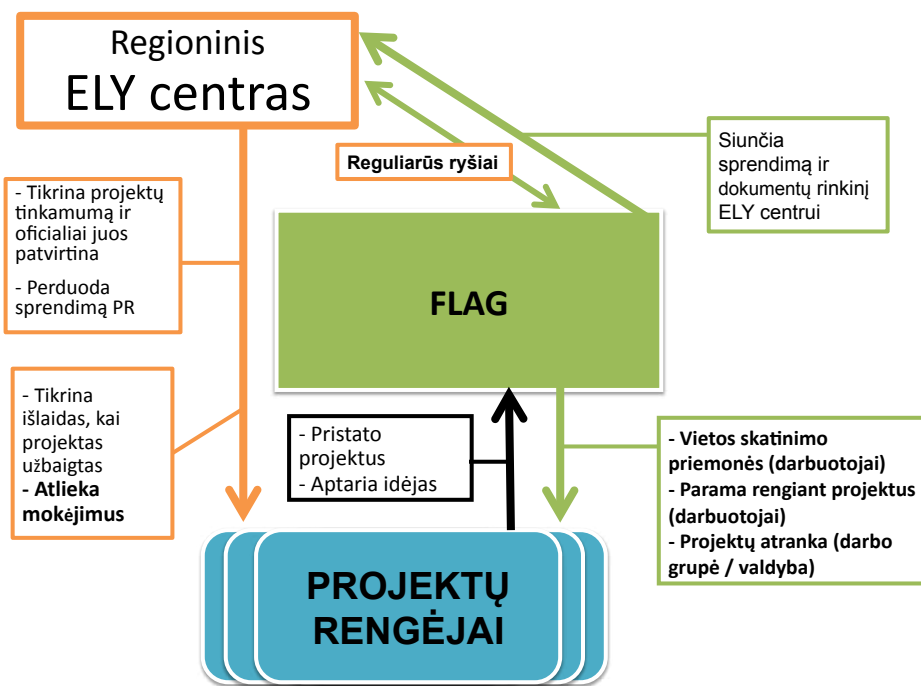 Regioninis
ELY centras
Reguliarūs ryšiai
Siunčia
sprendimą ir
dokumentų rinkinį
ELY centrui
- Tikrina projektų
tinkamumą ir
oficialiai juos
patvirtina
- Perduoda
sprendimą PR
FLAG
- Tikrina
išlaidas, kai
projektas
užbaigtas
- Atlieka
mokėjimus
- Pristato
projektus
- Aptaria idėjas
- Vietos skatinimo
priemonės (darbuotojai)
- Parama rengiant projektus
(darbuotojai)
- Projektų atranka (darbo
grupė / valdyba)
PROJEKTŲ
RENGĖJAI